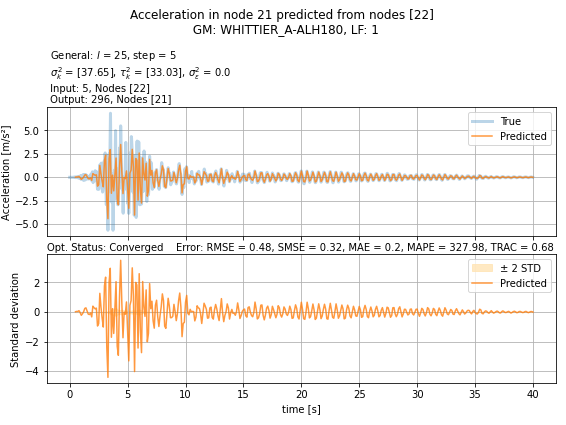 Acceleration in node 21 predicted from nodes [22]
GM: WHITTIER_A-ALH180, LF: 1
General: l = 25, step = 5
σ²ₖ = [37.65], τ²ₖ = [33.03], σ²ε = 0.0
Input: 5, Nodes [22]
Output: 296, Nodes [21]
Acceleration [m/s²]
5.0
2.5
0.0
−2.5
−5.0
True
Predicted
Opt. Status: Converged    Error: RMSE = 0.48, SMSE = 0.32, MAE = 0.2, MAPE = 327.98, TRAC = 0.68
Standard deviation
2
0
−2
−4
± 2 STD
Predicted
0 5 10 15 20 25 30 35 40
time [s]